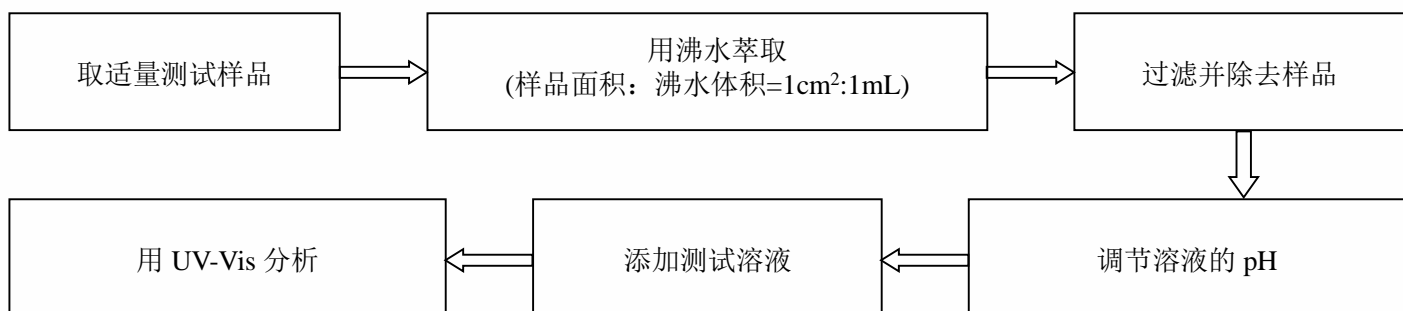 取适量测试样品
用沸水萃取
(样品面积：沸水体积=1cm²:1mL)
过滤并除去样品
调节溶液的 pH
添加测试溶液
用 UV-Vis 分析